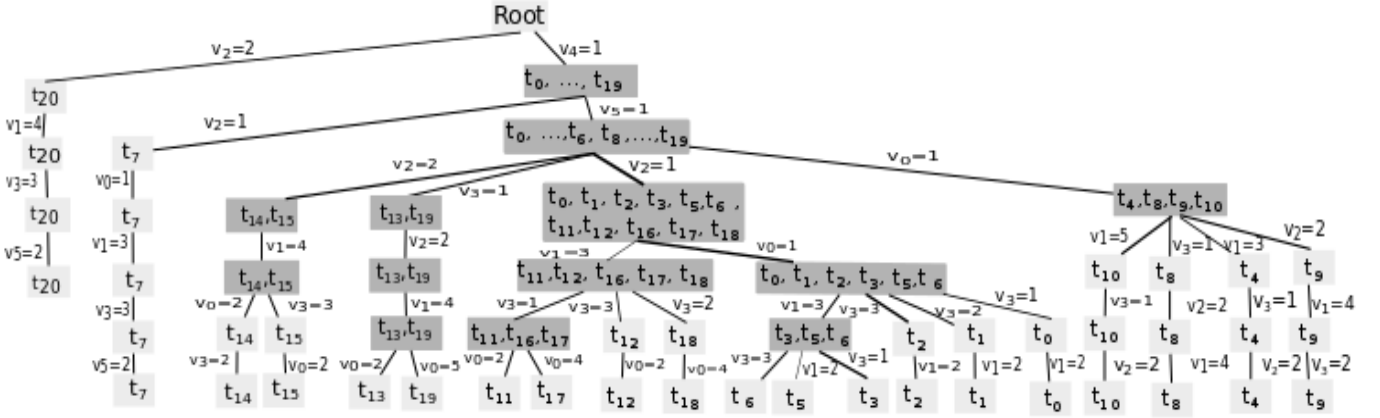 Root
v2=2 v4=1
t20 t0, ..., t19
v1=4 v2=1 v5=1
t20 t7 t0, ...,t6, t8,...,t19
v3=3 v0=1 v2=2 v3=1 v2=1 v0=1
t20 t7 t14,t15 t13,t19 t0, t1, t2, t3, t5,t6 , t4,t8,t9,t10
t11,t12, t16, t17, t18
v5=2 v1=3 v1=4 v2=2 v1=3 v0=1 v1=5 v3=1 v1=3 v2=2
t20 t7 t14,t15 t13,t19 t11,t12, t16, t17, t18 t0, t1, t2, t3, t5,t6 t10 t8 t4 t9
v3=3 v0=2 v3=3 v1=4 v3=1 v3=3 v3=2 v1=3 v3=3 v3=2 v3=1 v3=1 v2=2 v3=1 v1=4
t7 t14 t15 t13,t19 t11,t16,t17 t12 t18 t3,t5,t6 t2 t1 t0 t10 t8 t4 t9
v5=2 v3=2 v0=2 v0=2 v0=5 v0=2 v0=4 v0=2 v0=4 v3=3 v1=2 v3=1 v1=2 v1=2 v1=2 v2=2 v1=4 v2=2 v3=2
t7 t14 t15 t13 t19 t11 t17 t12 t18 t6 t5 t3 t2 t1 t0 t10 t8 t4 t9